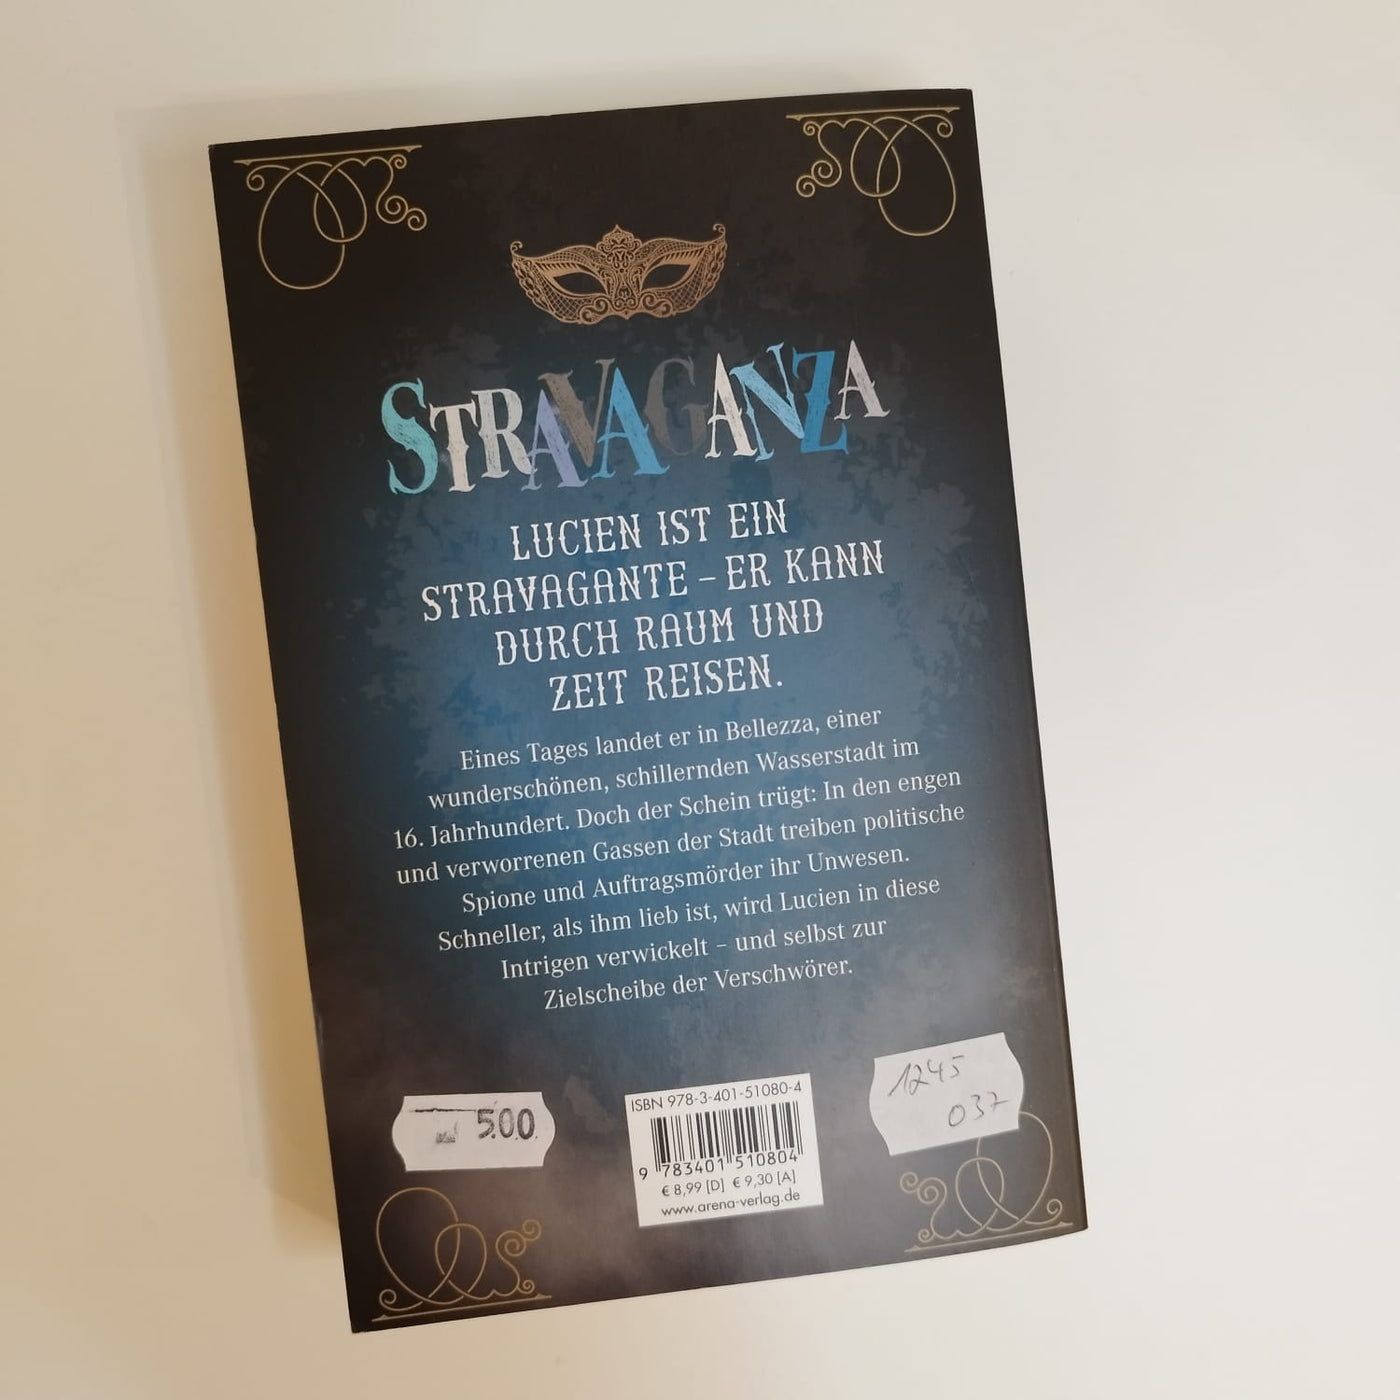 STRAVAGANZA
LUCIEN IST EIN
STRAVAGANTE – ER KANN
DURCH RAUM UND
ZEIT REISEN.
Eines Tages landet er in Bellezza, einer
wunderschönen, schillernden Wasserstadt im
16. Jahrhundert. Doch der Schein trügt: In den engen
und verworrenen Gassen der Stadt treiben politische
Spione und Auftragsmörder ihr Unwesen.
Schneller, als ihm lieb ist, wird Lucien in diese
Intrigen verwickelt – und selbst zur
Zielscheibe der Verschwörer.
5.00
ISBN 978-3-401-51080-4
9 783401 510804
€ 8,99 [D] € 9,30 [A]
www.arena-verlag.de
1245
037